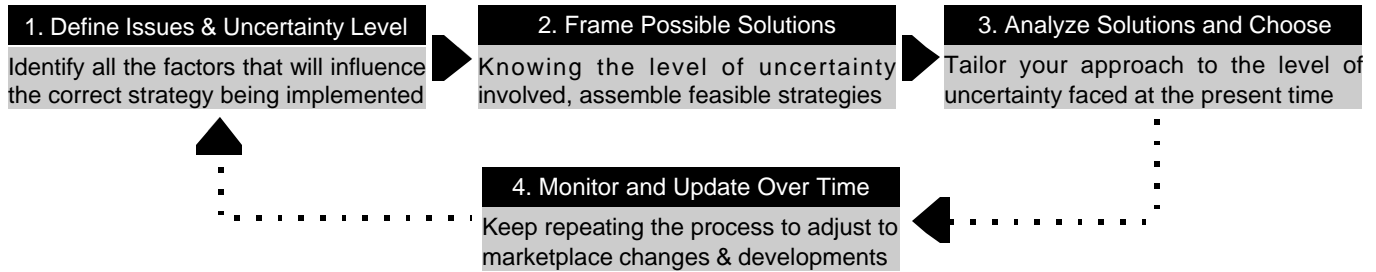 1. Define Issues & Uncertainty Level
Identify all the factors that will influence
the correct strategy being implemented
2. Frame Possible Solutions
Knowing the level of uncertainty
involved, assemble feasible strategies
3. Analyze Solutions and Choose
Tailor your approach to the level of
uncertainty faced at the present time
4. Monitor and Update Over Time
Keep repeating the process to adjust to
marketplace changes & developments